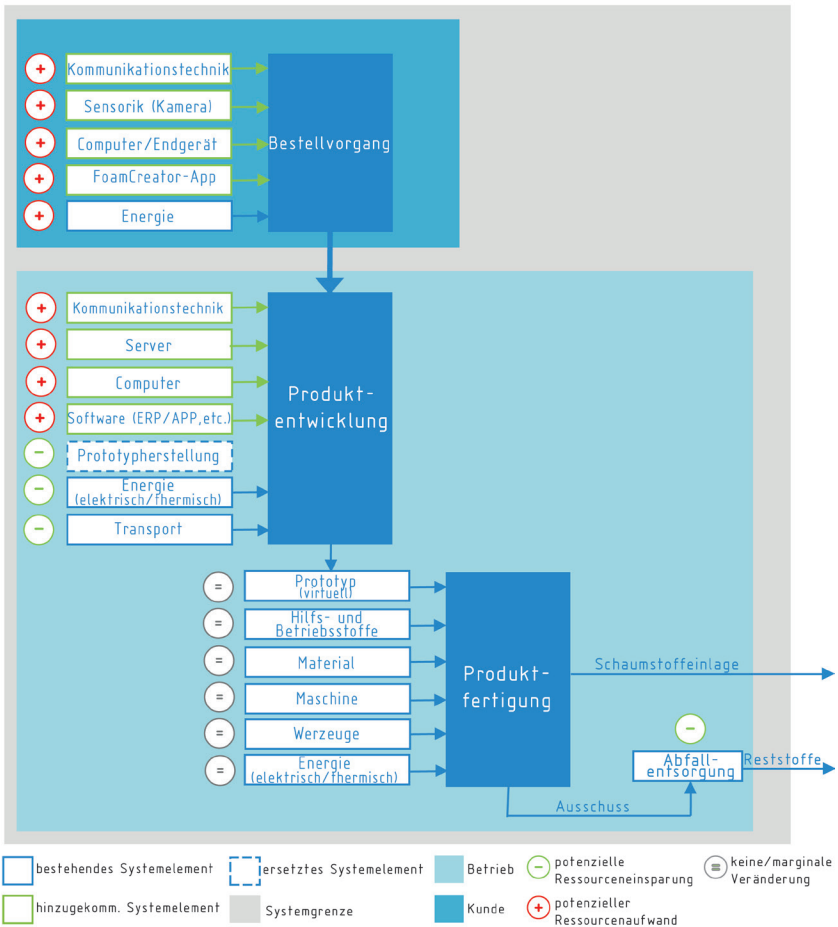 + Kommunikationstechnik
+ Sensorik (Kamera)
+ Computer/Endgerät
+ FoamCreator-App
+ Energie
Bestellvorgang
+ Kommunikationstechnik
+ Server
+ Computer
+ Software (ERP/APP,etc.)
− Prototypherstellung
− Energie
(elektrisch/thermisch)
− Transport
Produkt-
entwicklung
= Prototyp
(virtuell)
= Hilfs- und
Betriebsstoffe
= Material
= Maschine
= Werzeuge
= Energie
(elektrisch/thermisch)
Produkt-
fertigung
Schaumstoffeinlage
−
Abfall-
entsorgung
Reststoffe
Ausschuss
bestehendes Systemelement
ersetztes Systemelement
Betrieb
− potenzielle
Ressourceneinsparung
= keine/marginale
Veränderung
hinzugekomm. Systemelement
Systemgrenze
Kunde
+ potenzieller
Ressourcenaufwand